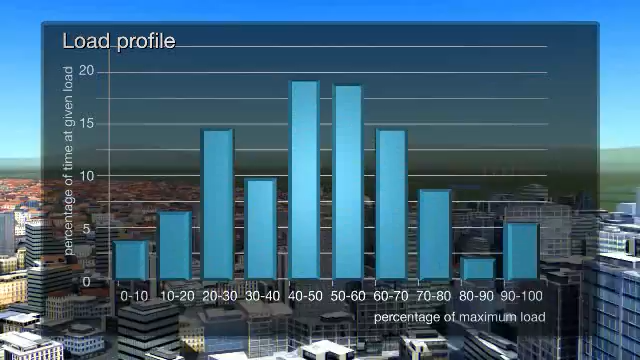 Load profile
percentage of time at given load
20
15
10
5
0
0-10 10-20 20-30 30-40 40-50 50-60 60-70 70-80 80-90 90-100
percentage of maximum load